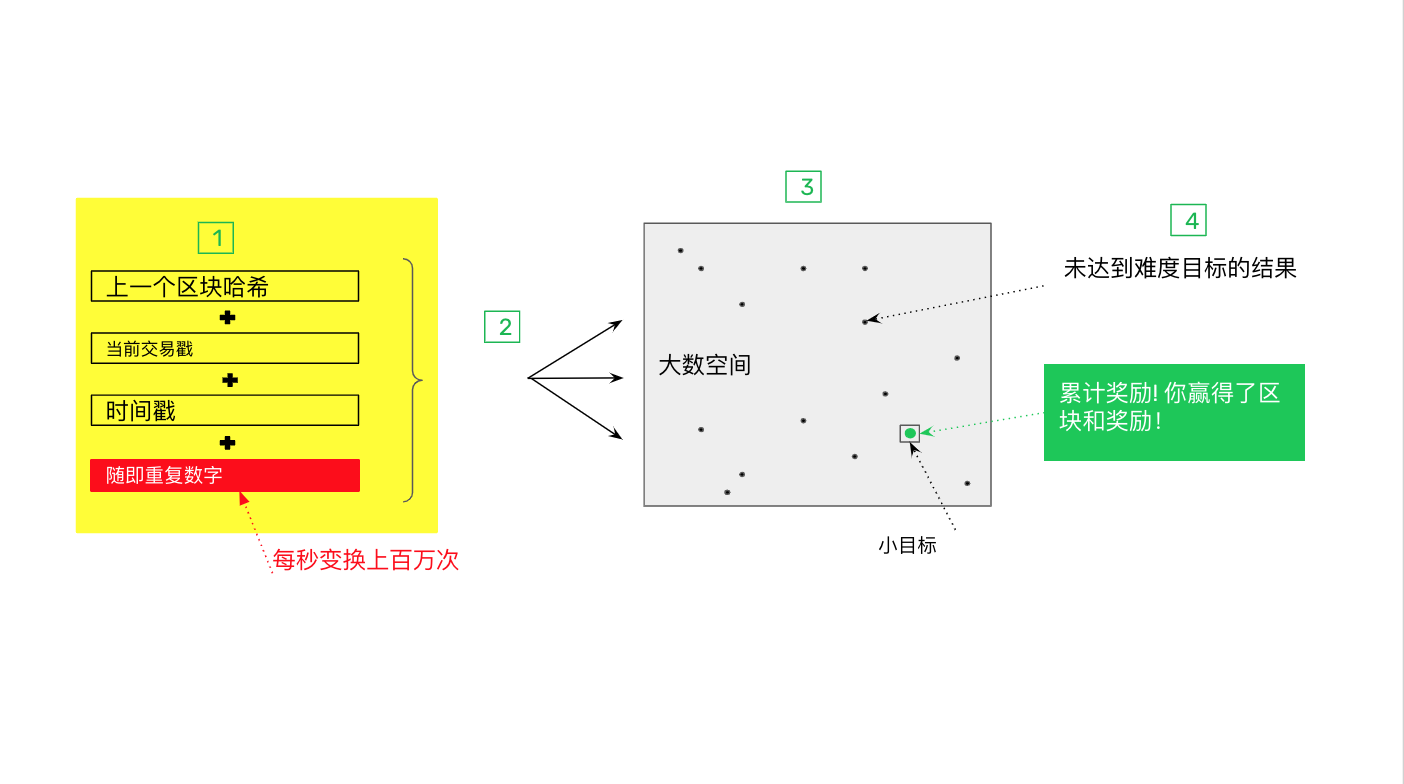 1
上一个区块哈希
当前交易戳
时间戳
随即重复数字
每秒变换上百万次
2
3
大数空间
小目标
4
未达到难度目标的结果
累计奖励! 你赢得了区
块和奖励!